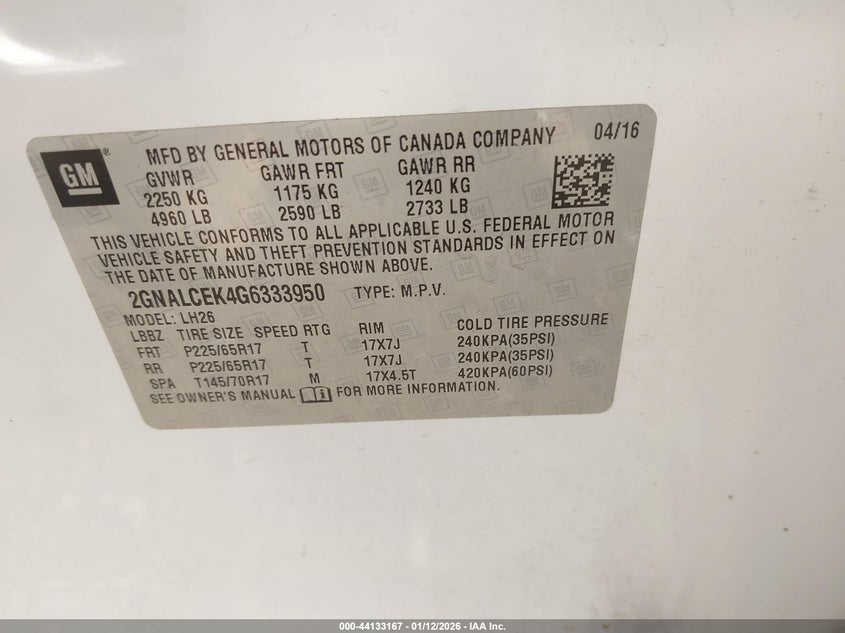 GM
MFD BY GENERAL MOTORS OF CANADA COMPANY 04/16
GVWR GAWR FRT GAWR RR
2250 KG 1175 KG 1240 KG
4960 LB 2590 LB 2733 LB
THIS VEHICLE CONFORMS TO ALL APPLICABLE U.S. FEDERAL MOTOR
VEHICLE SAFETY AND THEFT PREVENTION STANDARDS IN EFFECT ON
THE DATE OF MANUFACTURE SHOWN ABOVE.
2GNALCEK4G6333950 TYPE: M.P.V.
MODEL: LH26
LBBZ TIRE SIZE SPEED RTG RIM COLD TIRE PRESSURE
FRT P225/65R17 T 17X7J 240KPA(35PSI)
RR P225/65R17 T 17X7J 240KPA(35PSI)
SPA T145/70R17 M 17X4.5T 420KPA(60PSI)
SEE OWNER'S MANUAL FOR MORE INFORMATION.
000-44133167 - 01/12/2026 - IAA Inc.